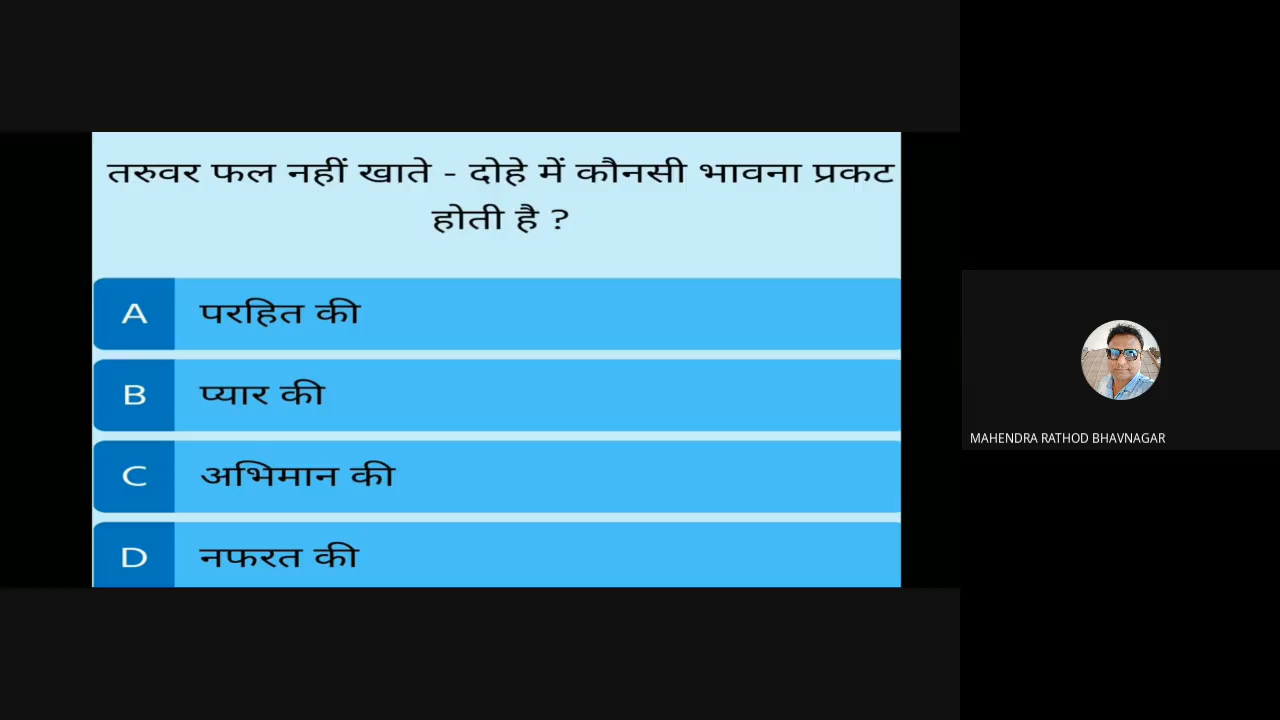 तरुवर फल नहीं खाते - दोहे में कौनसी भावना प्रकट
होती है ?
A परहित की
B प्यार की
C अभिमान की
D नफरत की
MAHENDRA RATHOD BHAVNAGAR